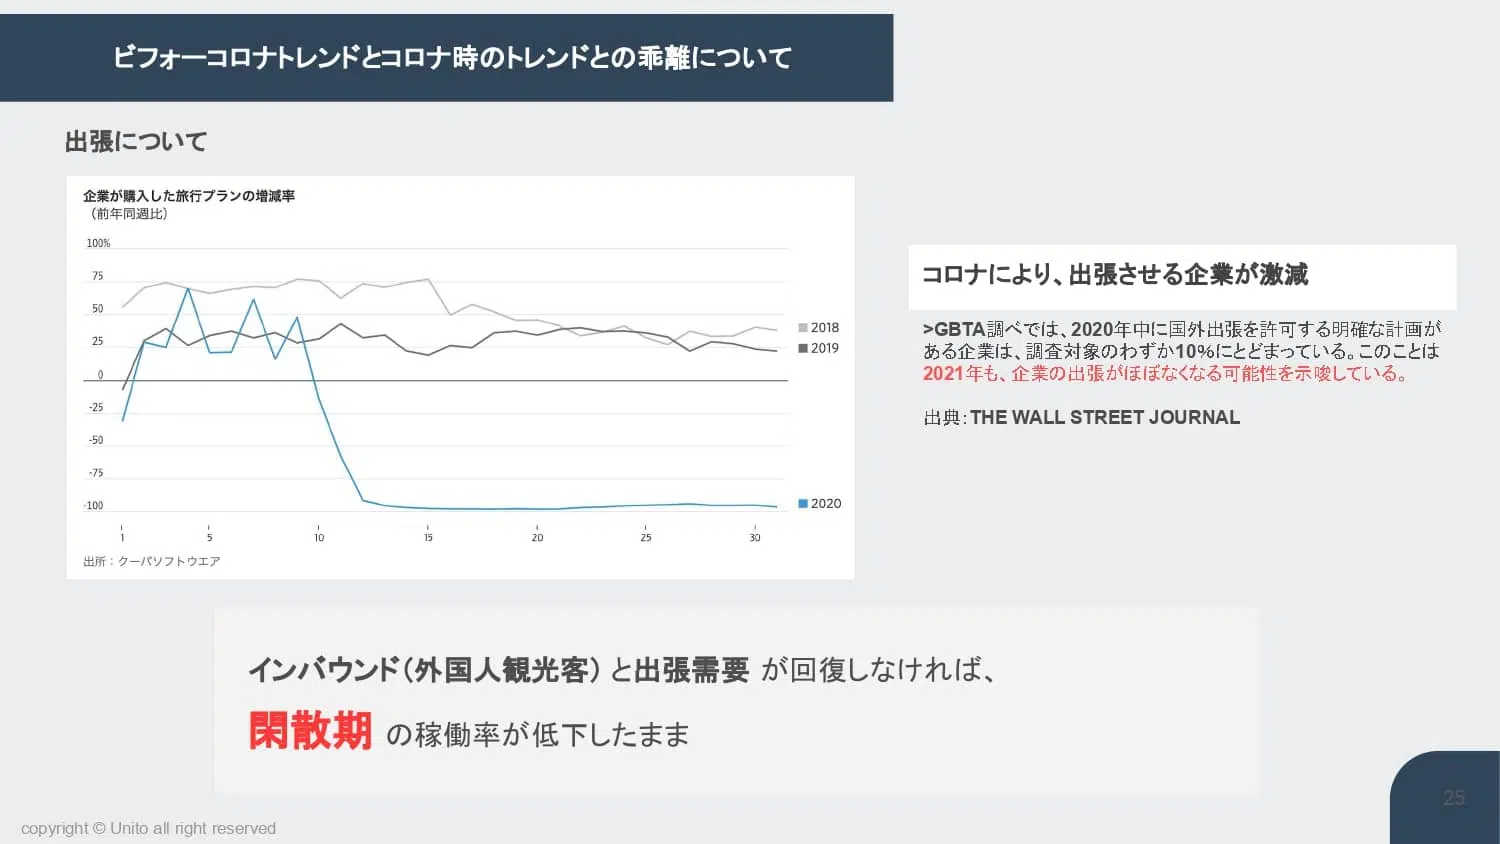 ビフォーコロナトレンドとコロナ時のトレンドとの乖離について
出張について
企業が購入した旅行プランの増減率
（前年同週比）
100%
75
50
25
0
-25
-50
-75
-100
1 5 10 15 20 25 30
2018
2019
2020
出所：クーパソフトウエア
コロナにより、出張させる企業が激減
>GBTA調べでは、2020年中に国外出張を許可する明確な計画が
ある企業は、調査対象のわずか10%にとどまっている。このことは
2021年も、企業の出張がほぼなくなる可能性を示唆している。
出典：THE WALL STREET JOURNAL
インバウンド（外国人観光客）と出張需要 が回復しなければ、
閑散期 の稼働率が低下したまま
25
copyright © Unito all right reserved